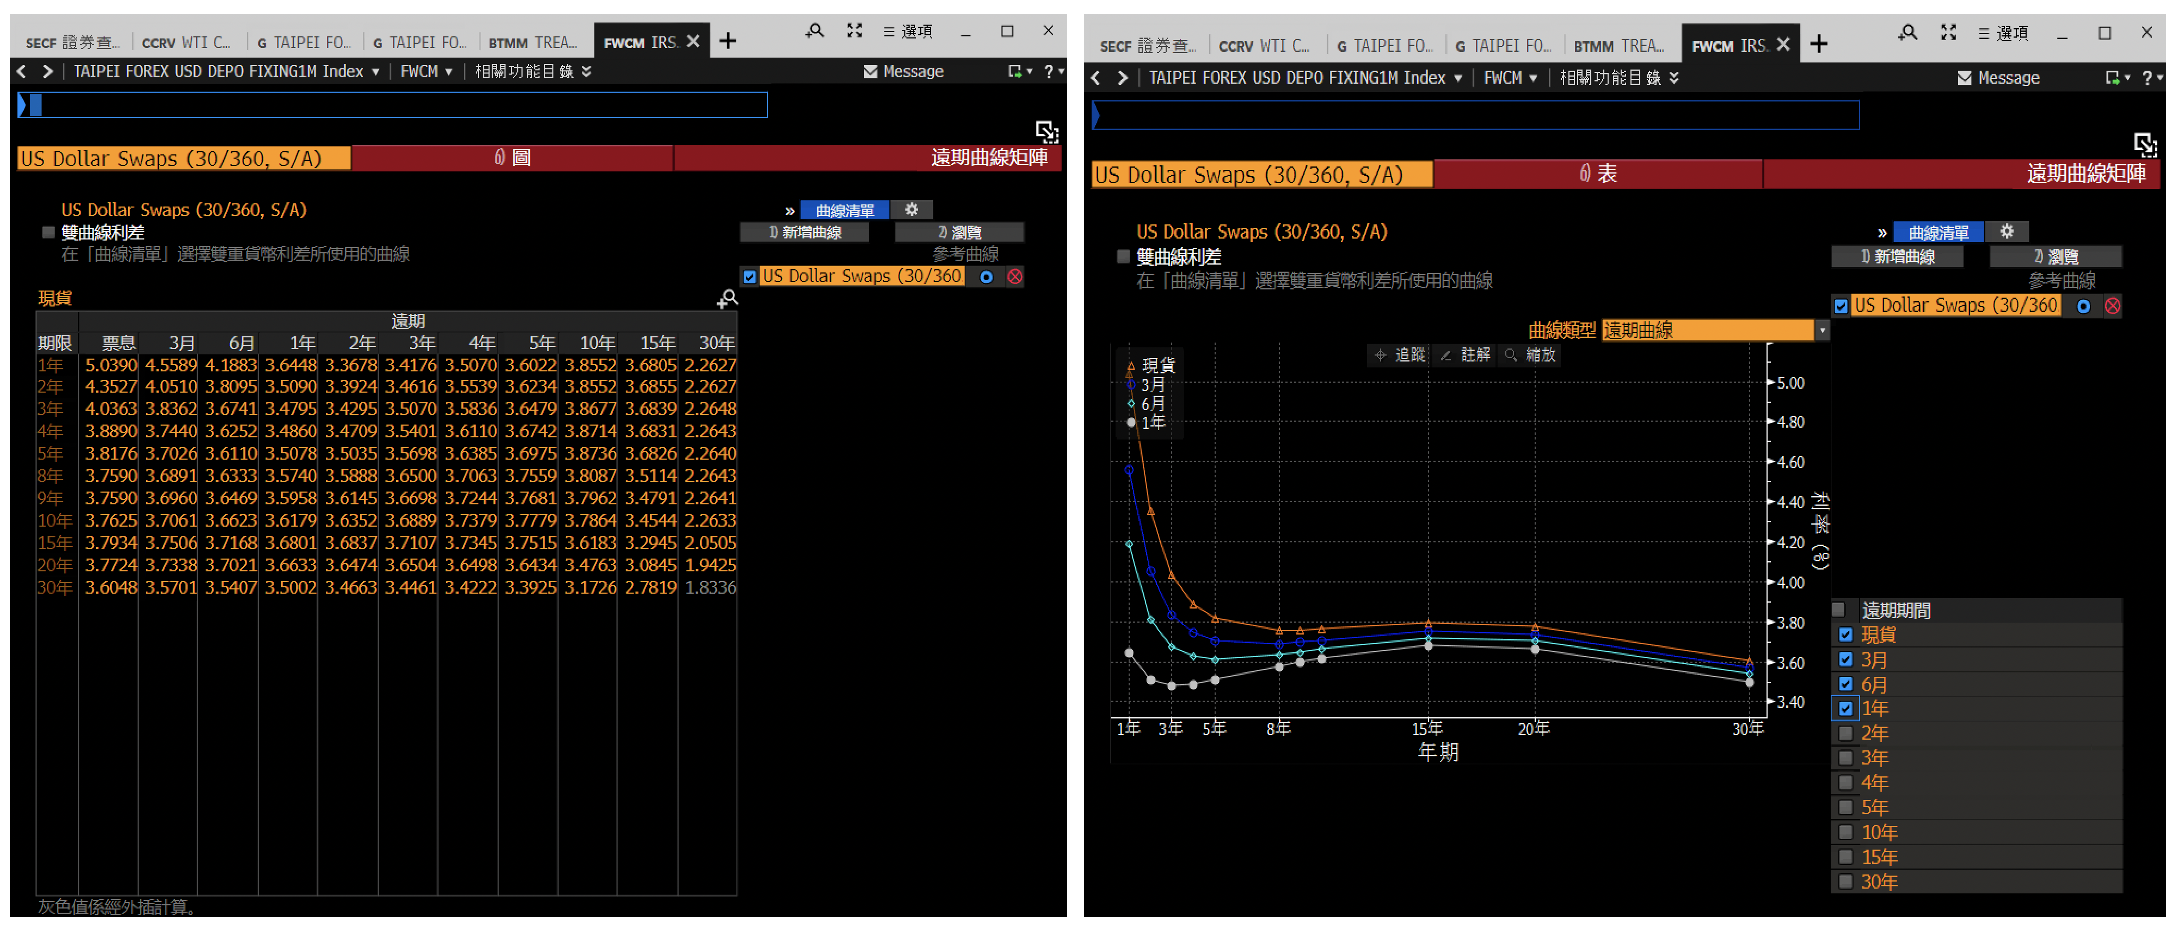 SECF 證券查... CCRV WTI C... G TAIPEI FO... G TAIPEI FO... BTMM TREA... FWCM IRS. 選項
TAIPEI FOREX USD DEPO FIXING1M Index FWCM 相關功能目錄 Message ?
US Dollar Swaps (30/360, S/A) 6) 圖 遠期曲線矩陣
US Dollar Swaps (30/360, S/A) » 曲線清單
雙曲線利差 1) 新增曲線 2) 瀏覽
在「曲線清單」選擇雙重貨幣利差所使用的曲線 參考曲線
US Dollar Swaps (30/360
現貨
遠期
期限 票息 3月 6月 1年 2年 3年 4年 5年 10年 15年 30年
1年 5.0390 4.5589 4.1883 3.6448 3.3678 3.4176 3.5070 3.6022 3.8552 3.6805 2.2627
2年 4.3527 4.0510 3.8095 3.5090 3.3924 3.4616 3.5539 3.6234 3.8552 3.6855 2.2627
3年 4.0363 3.8362 3.6741 3.4795 3.4295 3.5070 3.5836 3.6479 3.8677 3.6839 2.2648
4年 3.8890 3.7440 3.6252 3.4860 3.4709 3.5401 3.6110 3.6742 3.8714 3.6831 2.2643
5年 3.8176 3.7026 3.6110 3.5078 3.5035 3.5698 3.6385 3.6975 3.8736 3.6826 2.2640
8年 3.7590 3.6891 3.6333 3.5740 3.5888 3.6500 3.7063 3.7559 3.8087 3.5114 2.2643
9年 3.7590 3.6960 3.6469 3.5958 3.6145 3.6698 3.7244 3.7681 3.7962 3.4791 2.2641
10年 3.7625 3.7061 3.6623 3.6179 3.6352 3.6889 3.7379 3.7779 3.7864 3.4544 2.2633
15年 3.7934 3.7506 3.7168 3.6801 3.6837 3.7107 3.7345 3.7515 3.6183 3.2945 2.0505
20年 3.7724 3.7338 3.7021 3.6633 3.6474 3.6504 3.6498 3.6434 3.4763 3.0845 1.9425
30年 3.6048 3.5701 3.5407 3.5002 3.4663 3.4461 3.4222 3.3925 3.1726 2.7819 1.8336
灰色值係經外插計算。
SECF 證券查... CCRV WTI C... G TAIPEI FO... G TAIPEI FO... BTMM TREA... FWCM IRS. 選項
TAIPEI FOREX USD DEPO FIXING1M Index FWCM 相關功能目錄 Message ?
US Dollar Swaps (30/360, S/A) 6) 表 遠期曲線矩陣
US Dollar Swaps (30/360, S/A) » 曲線清單
雙曲線利差 1) 新增曲線 2) 瀏覽
在「曲線清單」選擇雙重貨幣利差所使用的曲線 參考曲線
US Dollar Swaps (30/360
曲線類型 遠期曲線
追蹤 註解 縮放
現貨
3月
6月
1年
5.00
4.80
4.60
4.40
4.20
4.00
3.80
3.60
3.40
利率 (%)
1年 3年 5年 8年 15年 20年 30年
年期
遠期期間
現貨
3月
6月
1年
2年
3年
4年
5年
10年
15年
30年